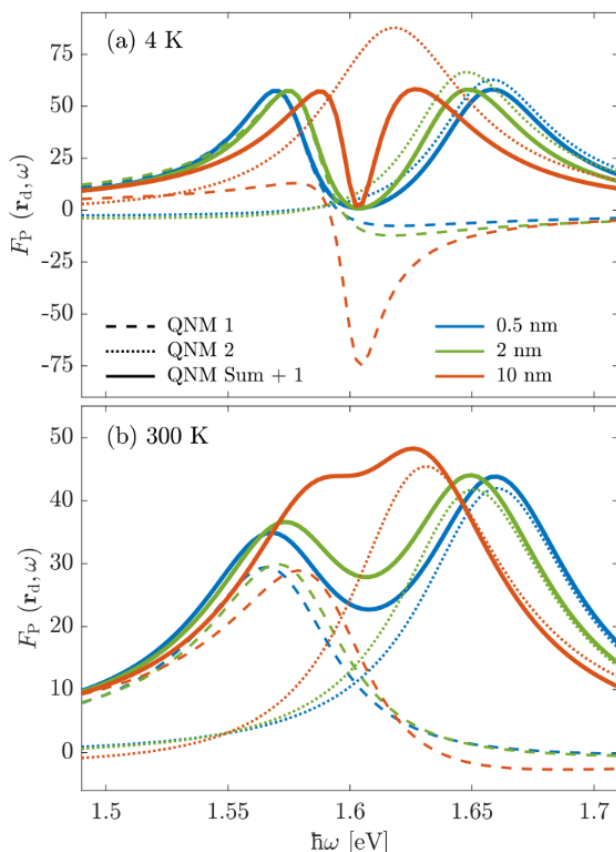 (a) 4 K
75
50
25
0
-25
-50
-75
F_P (r_d, ω)
QNM 1
QNM 2
QNM Sum + 1
0.5 nm
2 nm
10 nm
(b) 300 K
50
40
30
20
10
0
F_P (r_d, ω)
1.5 1.55 1.6 1.65 1.7
ħω [eV]